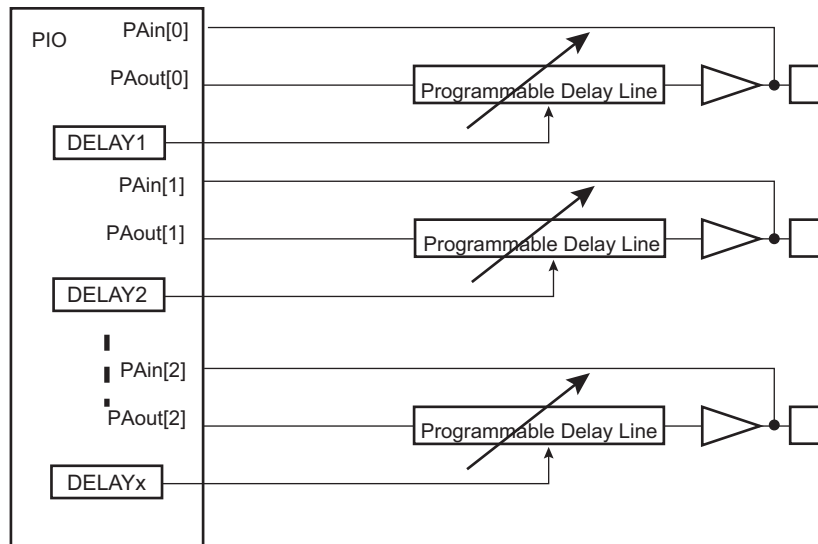 PIO
PAin[0]
PAout[0]
Programmable Delay Line
DELAY1
PAin[1]
PAout[1]
Programmable Delay Line
DELAY2
PAin[2]
PAout[2]
Programmable Delay Line
DELAYx